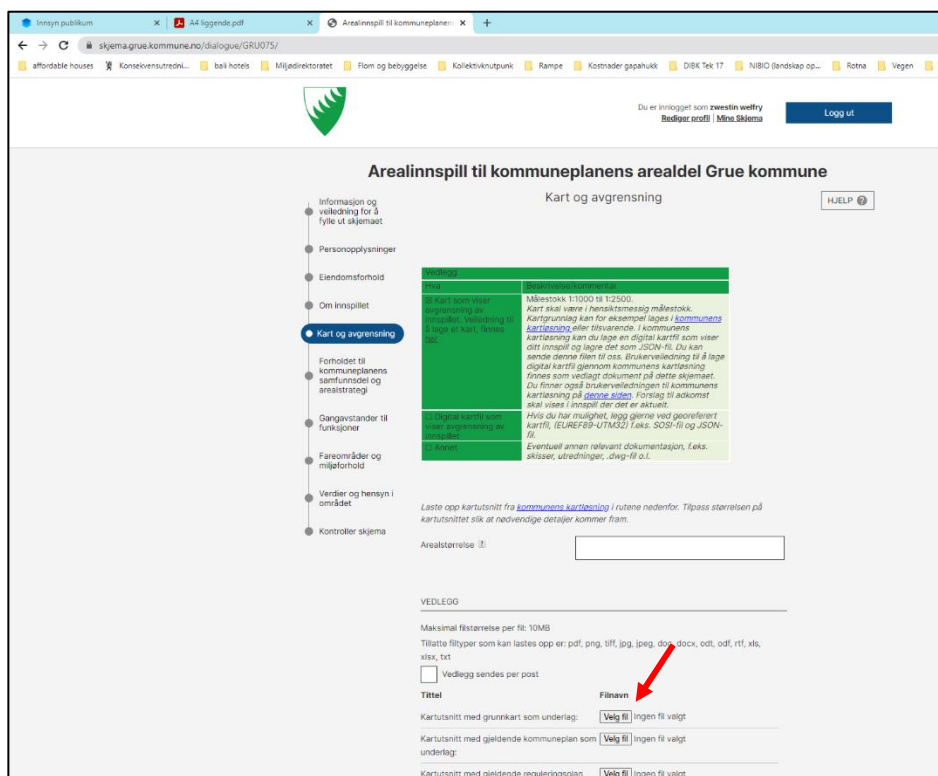 Innsyn publikum
A4 liggende.pdf
Arealinnspill til kommuneplanens
skjema.grue.kommune.no/dialogue/GRU075/
affordable houses
Konsekvensutredni...
bali hotels
Miljødirektoratet
Flom og bebyggelse
Kollektivknutpunk
Rampe
Kostnader gapahukk
DIBK Tek 17
NIBIO (landskap op...
Rotna
Vegen
Du er innlogget som zwestin welfry
Rediger profil | Mine Skjema
Logg ut
Arealinnspill til kommuneplanens arealdel Grue kommune
Kart og avgrensning
HJELP
Informasjon og
veiledning for å
fylle ut skjemaet
Personopplysninger
Eiendomsforhold
Om innspillet
Kart og avgrensning
Forholdet til
kommuneplanens
samfunnsdel og
arealstrategi
Gangavstander til
funksjoner
Fareområder og
miljøforhold
Verdier og hensyn i
området
Kontroller skjema
Vedlegg
Hva
Beskrivelse/kommentar
Kart som viser
avgrensning av
innspillet. Veiledning til
å lage et kart, finnes
her
Målestokk 1:1000 til 1:2500.
Kart skal være i hensiktsmessig målestokk.
Kartgrunnlag kan for eksempel lages i kommunens
kartløsning eller tilsvarende. I kommunens
kartløsning kan du lage en digital kartfil som viser
ditt innspill og lagre det som JSON-fil. Du kan
sende denne filen til oss. Brukerveiledning til å lage
digital kartfil gjennom kommunens kartløsning
finnes som vedlagt dokument på dette skjemaet.
Du finner også brukerveiledningen til kommunens
kartløsning på denne siden. Forslag til adkomst
skal vises i innspill der det er aktuelt.
Digital kartfil som
viser avgrensning av
innspillet
Hvis du har mulighet, legg gjerne ved georeferert
kartfil, (EUREF89-UTM32) f.eks. SOSI-fil og JSON-
fil.
Annet
Eventuell annen relevant dokumentasjon, f.eks.
skisser, utredninger, .dwg-fil o.l.
Laste opp kartutsnitt fra kommunens kartløsning i rutene nedenfor. Tilpass størrelsen på
kartutsnittet slik at nødvendige detaljer kommer fram.
Arealstørrelse ?
VEDLEGG
Maksimal filstørrelse per fil: 10MB
Tillatte filtyper som kan lastes opp er: pdf, png, tiff, jpg, jpeg, doc, docx, odt, odf, rtf, xls,
xlsx, txt
Vedlegg sendes per post
Tittel
Filnavn
Kartutsnitt med grunnkart som underlag:
Velg fil Ingen fil valgt
Kartutsnitt med gjeldende kommuneplan som
underlag:
Velg fil Ingen fil valgt
Kartutsnitt med gjeldende reguleringsplan
Velg fil Ingen fil valgt